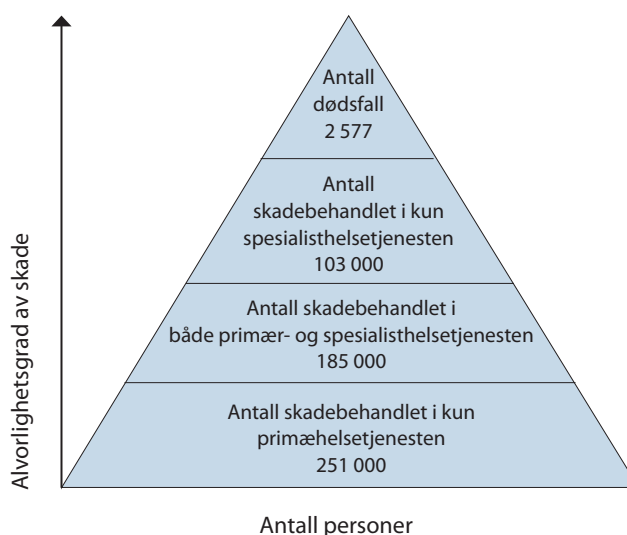 Antall
dødsfall
2 577
Antall
skadebehandlet i kun
spesialisthelsetjenesten
103 000
Antall skadebehandlet i
både primær- og spesialisthelsetjenesten
185 000
Antall skadebehandlet i kun
primæhelsetjenesten
251 000
Alvorlighetsgrad av skade
Antall personer